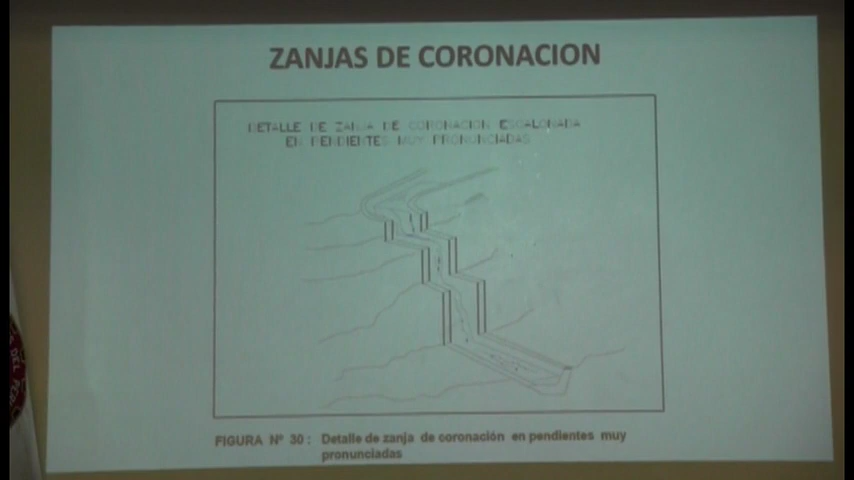 ZANJAS DE CORONACION
DETALLE DE ZANJA DE CORONACION ESCALONADA
EN PENDIENTES MUY PRONUNCIADAS
FIGURA Nº 30 : Detalle de zanja de coronación en pendientes muy
pronunciadas
DEL